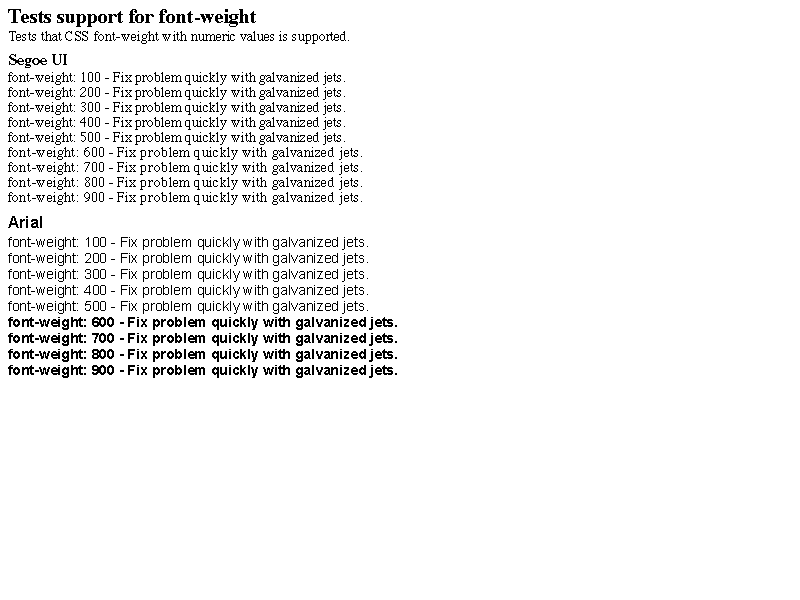 Tests support for font-weight
Tests that CSS font-weight with numeric values is supported.
Segoe UI
font-weight: 100 - Fix problem quickly with galvanized jets.
font-weight: 200 - Fix problem quickly with galvanized jets.
font-weight: 300 - Fix problem quickly with galvanized jets.
font-weight: 400 - Fix problem quickly with galvanized jets.
font-weight: 500 - Fix problem quickly with galvanized jets.
font-weight: 600 - Fix problem quickly with galvanized jets.
font-weight: 700 - Fix problem quickly with galvanized jets.
font-weight: 800 - Fix problem quickly with galvanized jets.
font-weight: 900 - Fix problem quickly with galvanized jets.
Arial
font-weight: 100 - Fix problem quickly with galvanized jets.
font-weight: 200 - Fix problem quickly with galvanized jets.
font-weight: 300 - Fix problem quickly with galvanized jets.
font-weight: 400 - Fix problem quickly with galvanized jets.
font-weight: 500 - Fix problem quickly with galvanized jets.
font-weight: 600 - Fix problem quickly with galvanized jets.
font-weight: 700 - Fix problem quickly with galvanized jets.
font-weight: 800 - Fix problem quickly with galvanized jets.
font-weight: 900 - Fix problem quickly with galvanized jets.